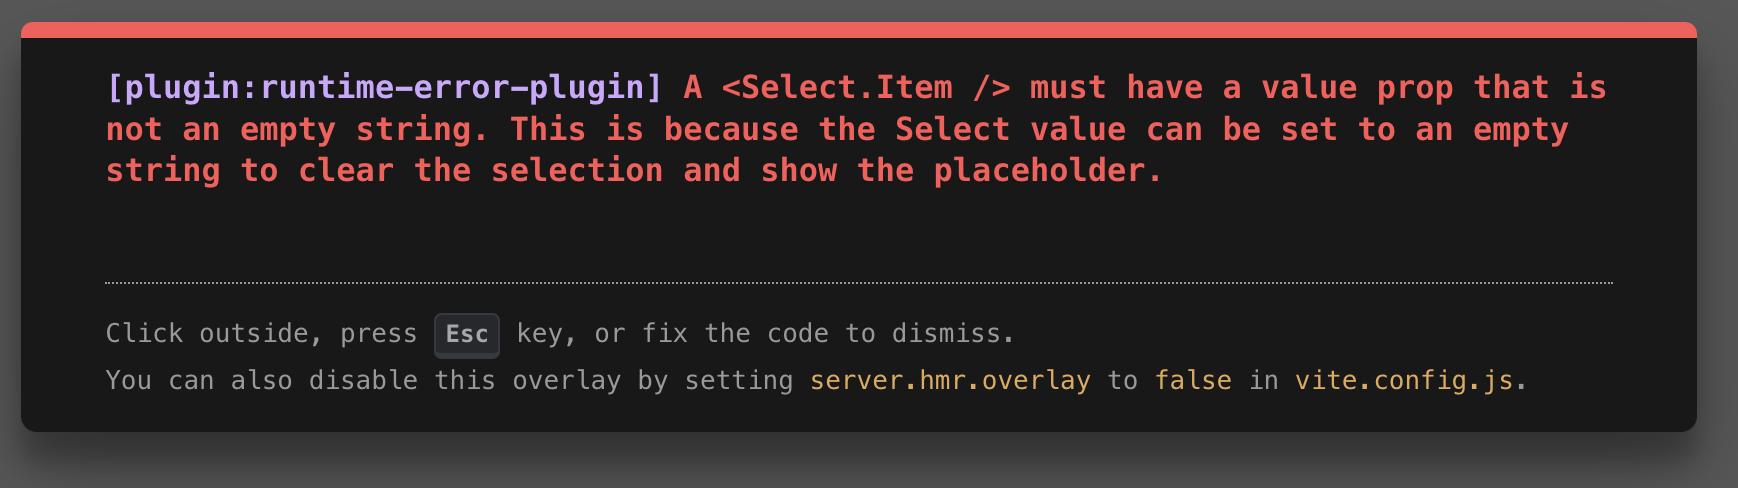 [plugin:runtime-error-plugin] A <Select.Item /> must have a value prop that is
not an empty string. This is because the Select value can be set to an empty
string to clear the selection and show the placeholder.
Click outside, press Esc key, or fix the code to dismiss.
You can also disable this overlay by setting server.hmr.overlay to false in vite.config.js.